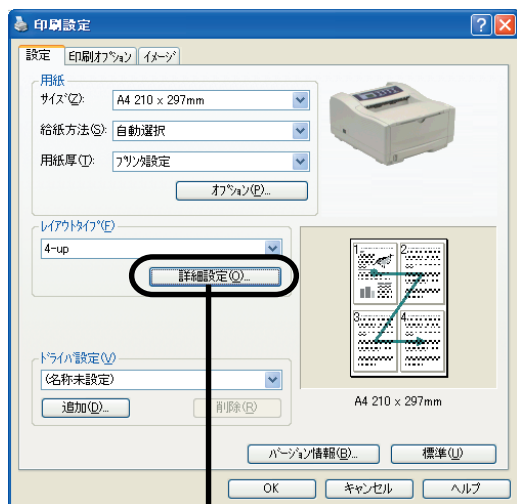 印刷設定
設定 印刷ｵﾌﾟｼｮﾝ ｲﾒｰｼﾞ
用紙
ｻｲｽﾞ(Z): A4 210 x 297mm
給紙方法(S): 自動選択
用紙厚(T): ﾌﾟﾘﾝﾀ設定
ｵﾌﾟｼｮﾝ(P)...
ﾚｲｱｳﾄﾀｲﾌﾟ(F)
4-up
詳細設定(O)...
1 2
3 4
ﾄﾞﾗｲﾊﾞ設定(V)
(名称未設定)
追加(D)... 削除(R)
A4 210 x 297mm
ﾊﾞｰｼﾞｮﾝ情報(B)... 標準(U)
OK ｷｬﾝｾﾙ ﾍﾙﾌﾟ